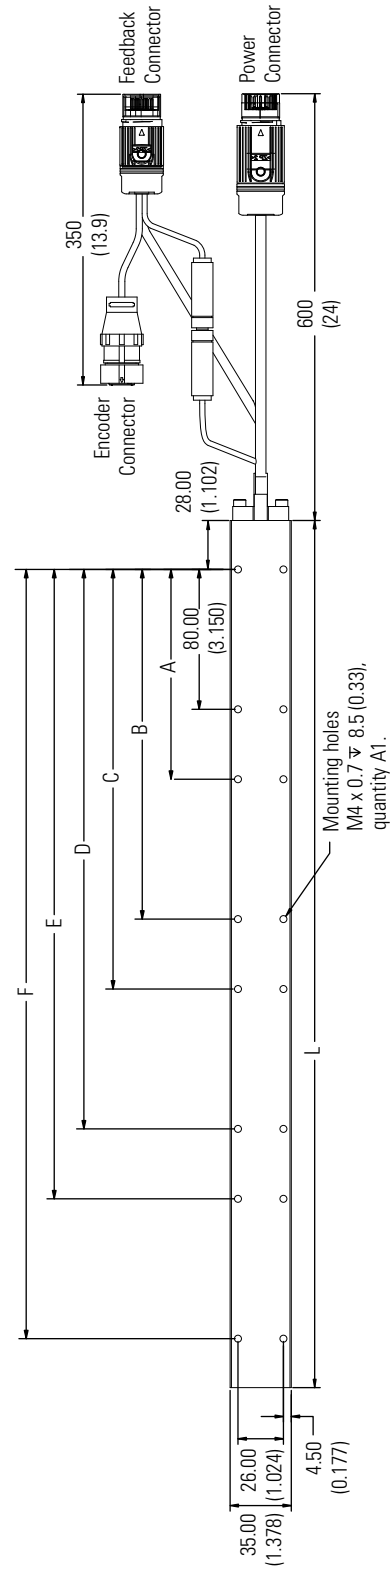 Feedback
Connector
Power
Connector
350
(13.9)
600
(24)
Encoder
Connector
28.00
(1.102)
80.00
(3.150)
A
B
C
D
E
F
Mounting holes
M4 x 0.7 ↧ 8.5 (0.33),
quantity A1.
L
26.00
(1.024)
35.00
(1.378)
4.50
(0.177)